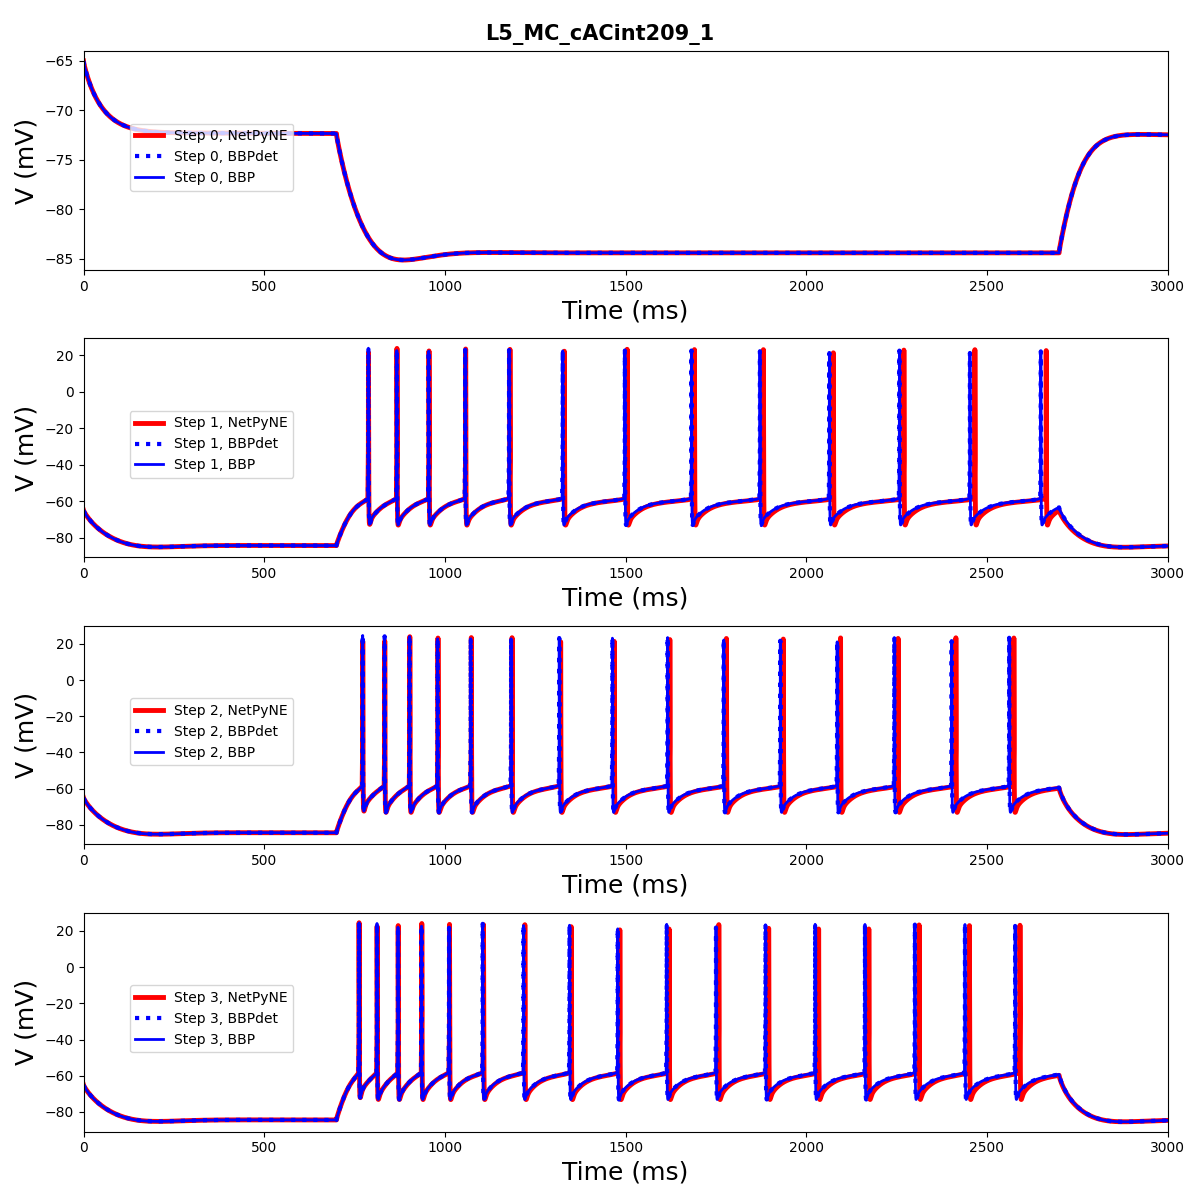 L5_MC_cACint209_1
V (mV)
−65
−70
−75
−80
−85
Step 0, NetPyNE
Step 0, BBPdet
Step 0, BBP
0 500 1000 1500 2000 2500 3000
Time (ms)
V (mV)
20
0
−20
−40
−60
−80
Step 1, NetPyNE
Step 1, BBPdet
Step 1, BBP
0 500 1000 1500 2000 2500 3000
Time (ms)
V (mV)
20
0
−20
−40
−60
−80
Step 2, NetPyNE
Step 2, BBPdet
Step 2, BBP
0 500 1000 1500 2000 2500 3000
Time (ms)
V (mV)
20
0
−20
−40
−60
−80
Step 3, NetPyNE
Step 3, BBPdet
Step 3, BBP
0 500 1000 1500 2000 2500 3000
Time (ms)